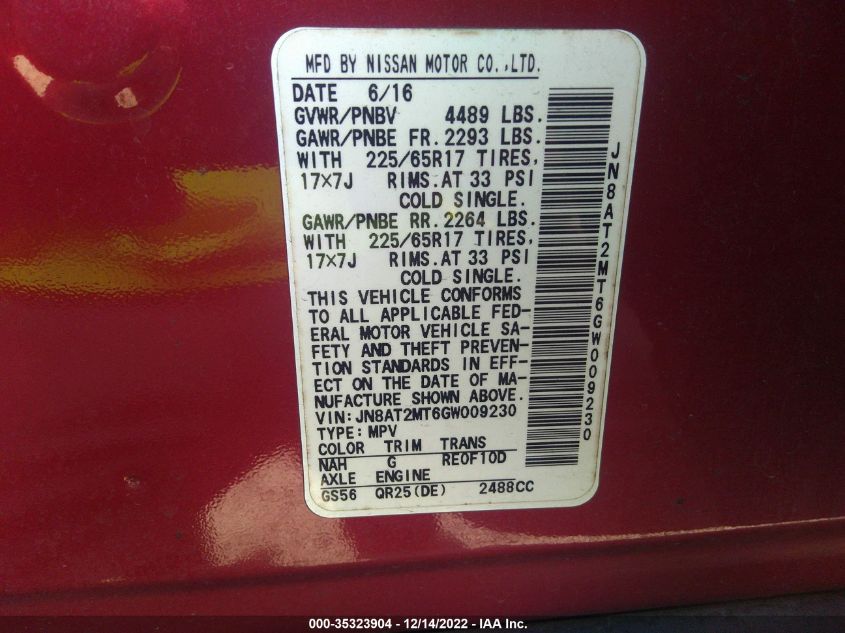 MFD BY NISSAN MOTOR CO.,LTD.
DATE 6/16
GVWR/PNBV 4489 LBS.
GAWR/PNBE FR. 2293 LBS.
WITH 225/65R17 TIRES,
17x7J RIMS.AT 33 PSI
COLD SINGLE.
GAWR/PNBE RR. 2264 LBS.
WITH 225/65R17 TIRES,
17x7J RIMS.AT 33 PSI
COLD SINGLE.
THIS VEHICLE CONFORMS
TO ALL APPLICABLE FED-
ERAL MOTOR VEHICLE SA-
FETY AND THEFT PREVEN-
TION STANDARDS IN EFF-
ECT ON THE DATE OF MA-
NUFACTURE SHOWN ABOVE.
VIN:JN8AT2MT6GW009230
TYPE:MPV
COLOR TRIM TRANS
NAH G RE0F10D
AXLE ENGINE
GS56 QR25(DE) 2488CC
JN8AT2MT6GW009230
000-35323904 - 12/14/2022 - IAA Inc.